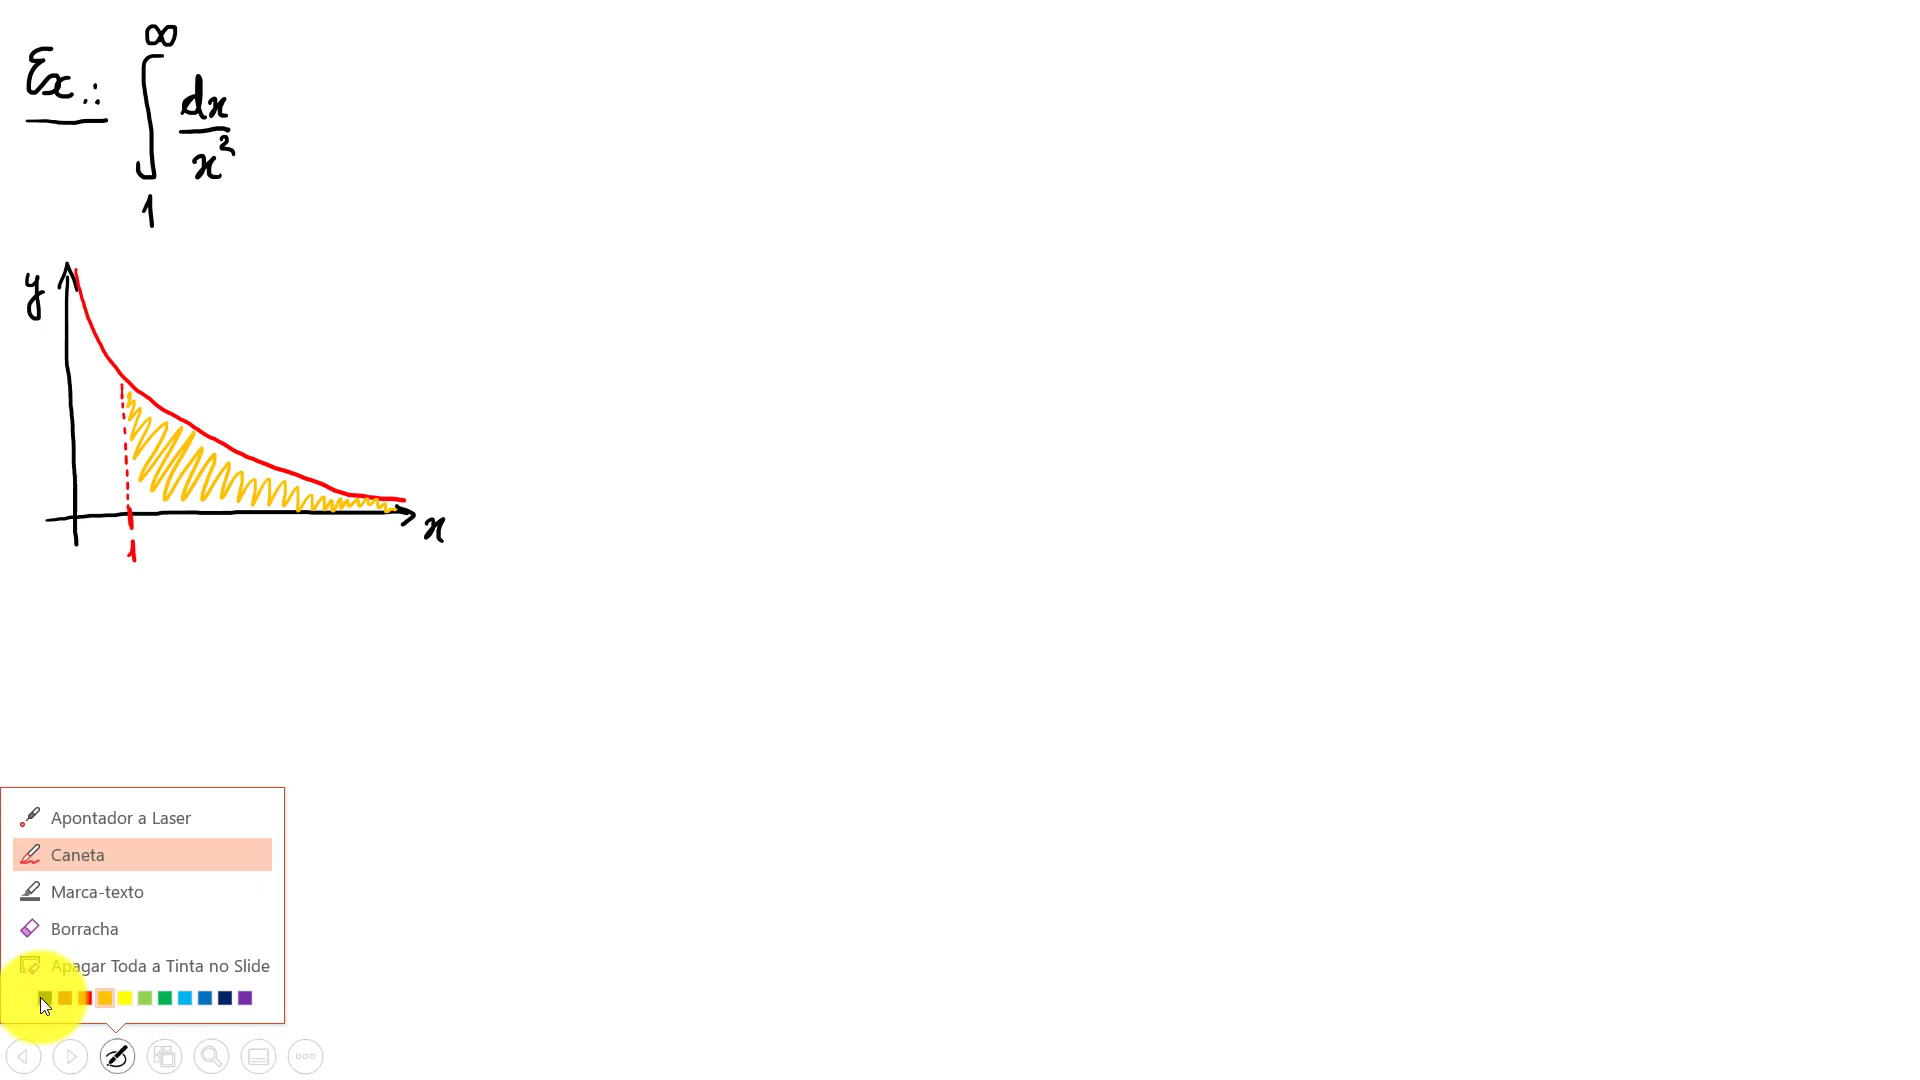 Ex.: ∫₁^∞ dx/x²
y
x
1
Apontador a Laser
Caneta
Marca-texto
Borracha
Apagar Toda a Tinta no Slide